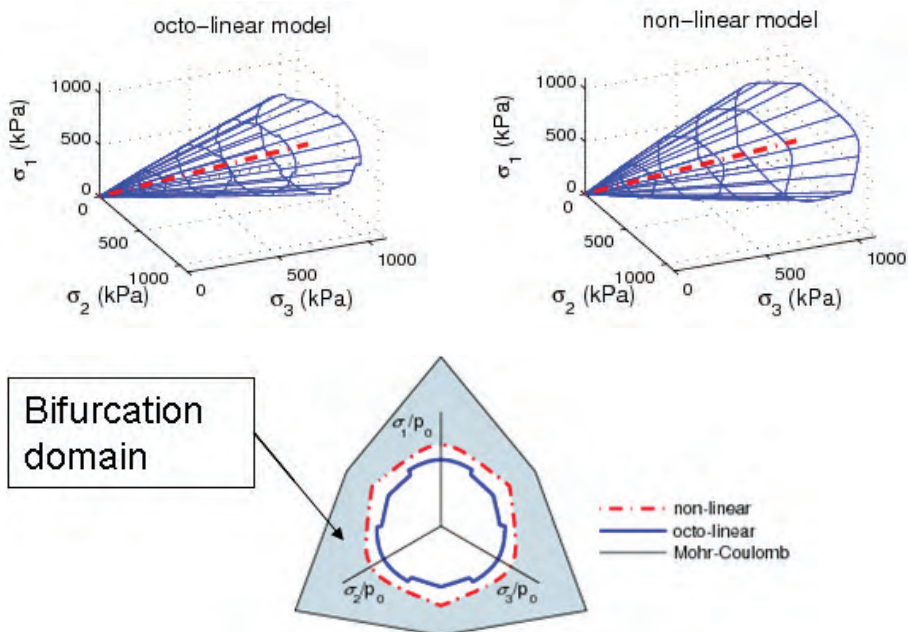 octo-linear model
non-linear model
1000
500
0
σ1 (kPa)
0
500
1000
σ2 (kPa)
0
500
1000
σ3 (kPa)
1000
500
0
σ1 (kPa)
0
500
1000
σ2 (kPa)
0
500
1000
σ3 (kPa)
Bifurcation
domain
σ1/p0
σ2/p0
σ3/p0
non-linear
octo-linear
Mohr-Coulomb